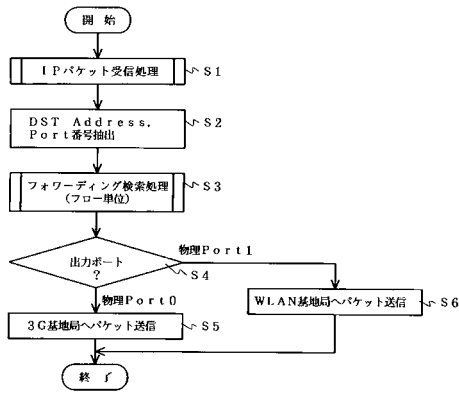 開 始
IPパケット受信処理
S1
DST Address,
Port番号抽出
S2
フォワーディング検索処理
(フロー単位)
S3
出力ポート
?
S4
物理Port1
物理Port0
3G基地局へパケット送信
S5
WLAN基地局へパケット送信
S6
終 了